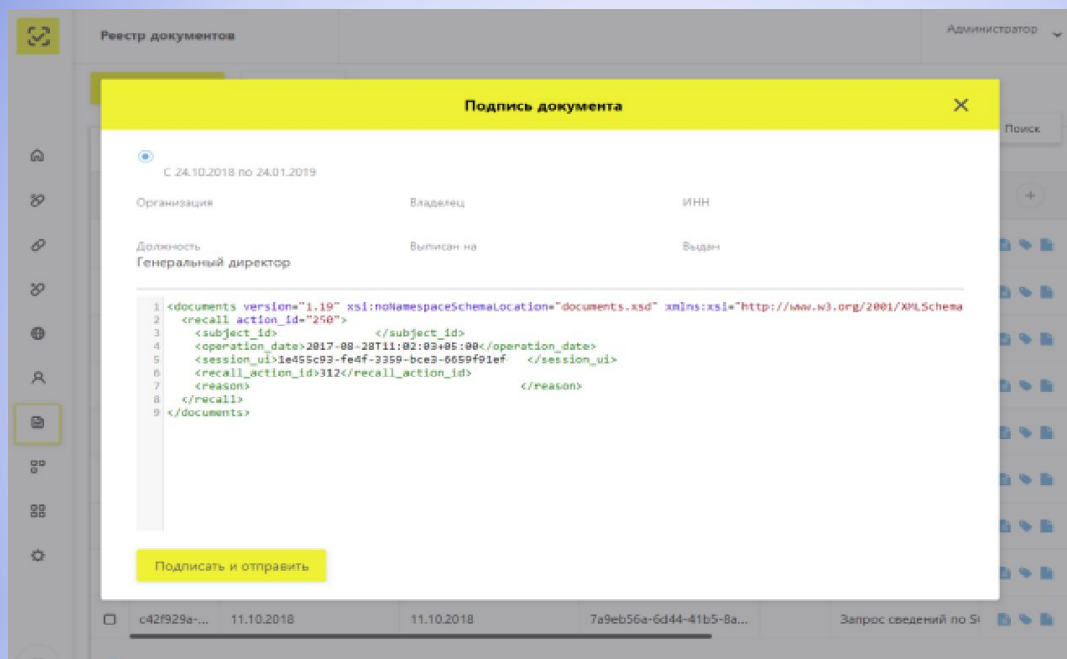 Реестр документов
Администратор
Подпись документа
Поиск
С 24.10.2018 по 24.01.2019
Организация Владелец ИНН
Должность Выписан на Выдан
Генеральный директор
1 <documents version="1.19" xsi:noNamespaceSchemaLocation="documents.xsd" xmlns:xsi="http://www.w3.org/2001/XMLSchema
2 <recall action_id="250">
3 <subject_id> </subject_id>
4 <operation_date>2017-08-28T11:02:03+05:00</operation_date>
5 <session_ui>1e455c93-fe4f-3359-bce3-6659f91ef </session_ui>
6 <recall_action_id>312</recall_action_id>
7 <reason> </reason>
8 </recall>
9 </documents>
Подписать и отправить
c42f929a-... 11.10.2018 11.10.2018 7a9eb56a-6d44-41b5-8a... Запрос сведений по